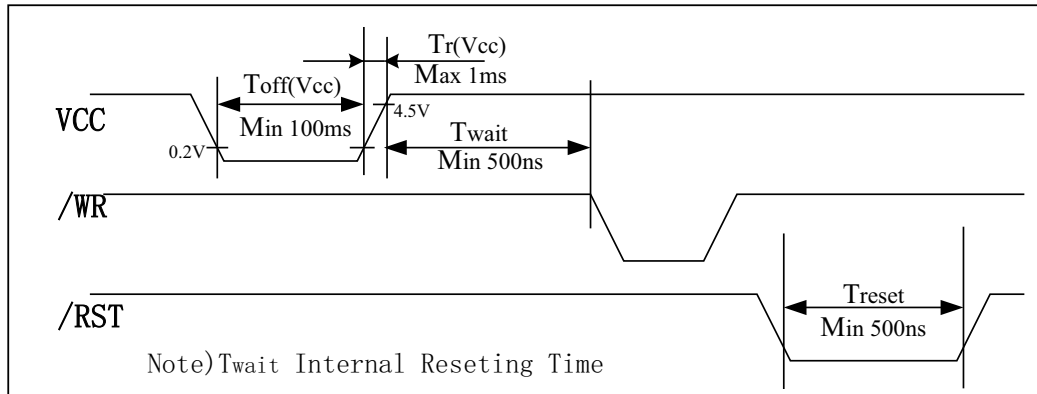 Tr(Vcc)
Max 1ms
Toff(Vcc)
Min 100ms
4.5V
VCC
0.2V
Twait
Min 500ns
/WR
/RST
Treset
Min 500ns
Note)Twait Internal Reseting Time